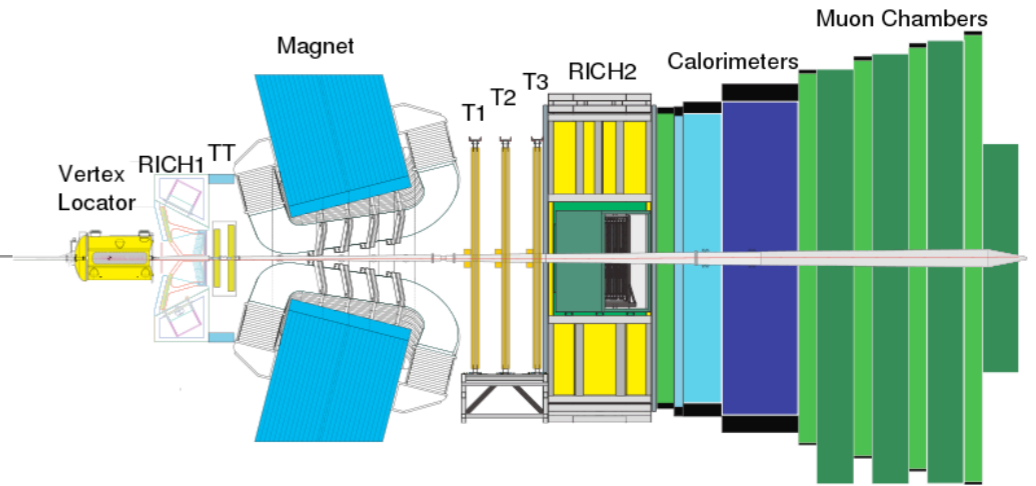 Vertex
Locator
RICH1
TT
Magnet
T1
T2
T3
RICH2
Calorimeters
Muon Chambers